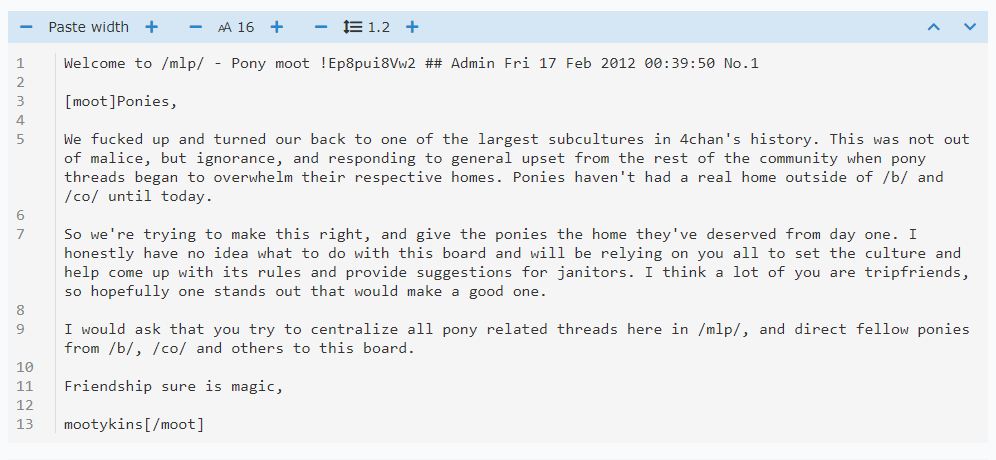 − Paste width + − AA 16 + − 1.2 +
1 Welcome to /mlp/ - Pony moot !Ep8pui8Vw2 ## Admin Fri 17 Feb 2012 00:39:50 No.1
2
3 [moot]Ponies,
4
5 We fucked up and turned our back to one of the largest subcultures in 4chan's history. This was not out
of malice, but ignorance, and responding to general upset from the rest of the community when pony
threads began to overwhelm their respective homes. Ponies haven't had a real home outside of /b/ and
/co/ until today.
6
7 So we're trying to make this right, and give the ponies the home they've deserved from day one. I
honestly have no idea what to do with this board and will be relying on you all to set the culture and
help come up with its rules and provide suggestions for janitors. I think a lot of you are tripfriends,
so hopefully one stands out that would make a good one.
8
9 I would ask that you try to centralize all pony related threads here in /mlp/, and direct fellow ponies
from /b/, /co/ and others to this board.
10
11 Friendship sure is magic,
12
13 mootykins[/moot]